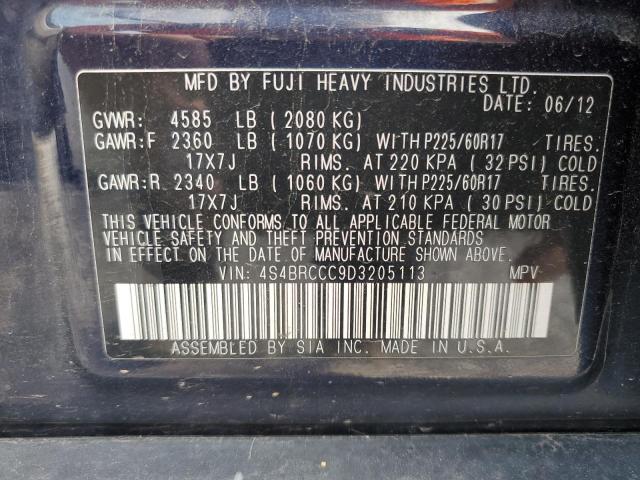 MFD BY FUJI HEAVY INDUSTRIES LTD.
DATE: 06/12
GVWR: 4585 LB ( 2080 KG)
GAWR:F 2360 LB ( 1070 KG) WITH P225/60R17 TIRES.
17X7J RIMS. AT 220 KPA ( 32 PSI) COLD
GAWR:R 2340 LB ( 1060 KG) WITH P225/60R17 TIRES.
17X7J RIMS. AT 210 KPA ( 30 PSI) COLD
THIS VEHICLE CONFORMS TO ALL APPLICABLE FEDERAL MOTOR
VEHICLE SAFETY AND THEFT PREVENTION STANDARDS
IN EFFECT ON THE DATE OF MANUFACTURE SHOWN ABOVE.
VIN: 4S4BRCCC9D3205113 MPV
ASSEMBLED BY SIA INC. MADE IN U.S.A.